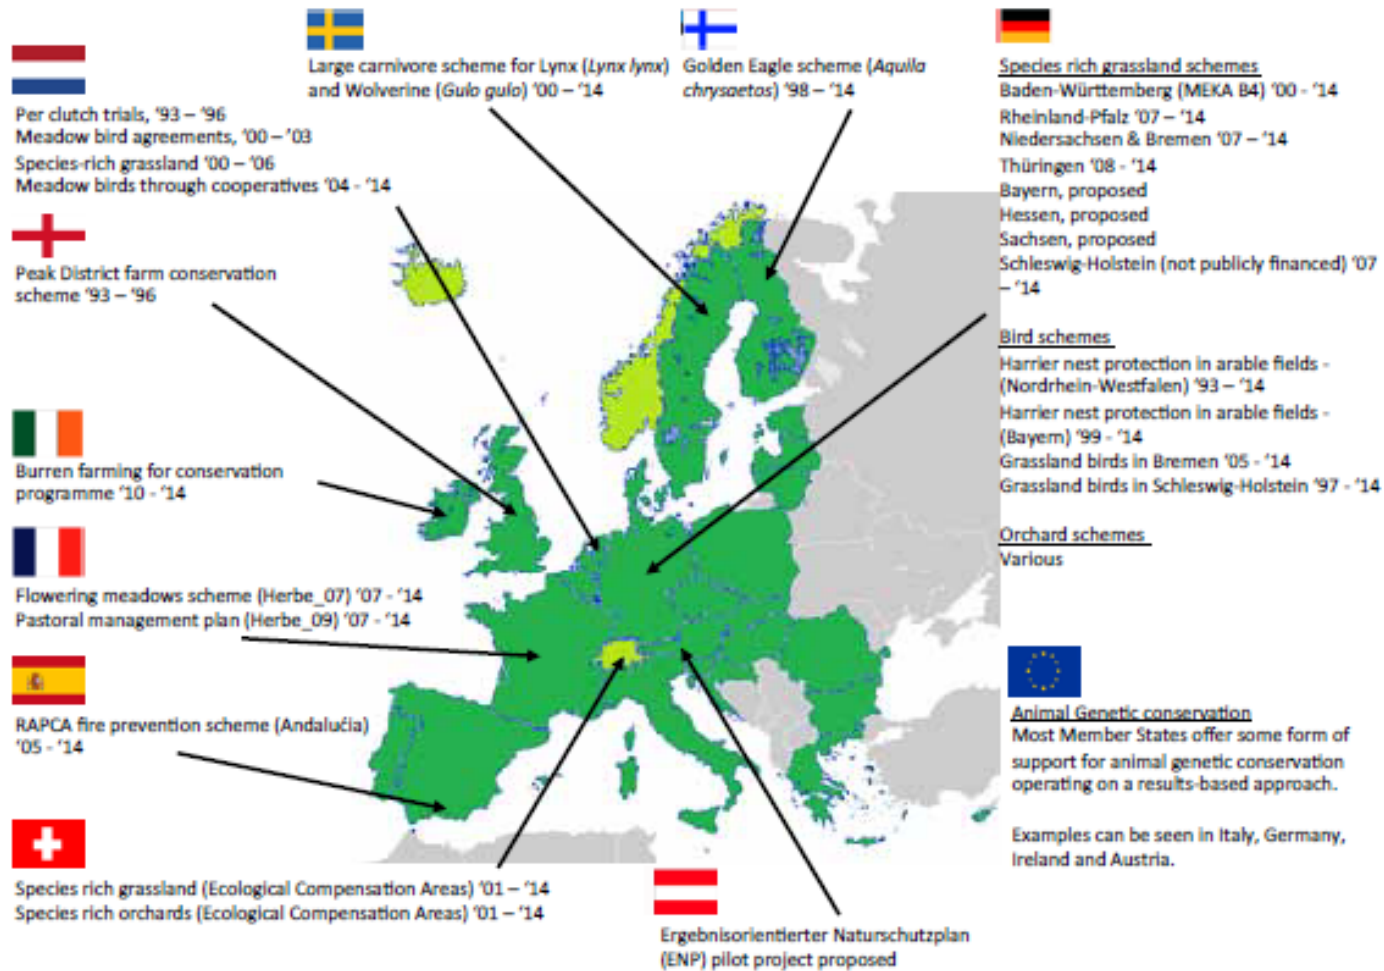 Per clutch trials, '93 – '96
Meadow bird agreements, '00 – '03
Species-rich grassland '00 – '06
Meadow birds through cooperatives '04 - '14
Large carnivore scheme for Lynx (Lynx lynx)
and Wolverine (Gulo gulo) '00 – '14
Golden Eagle scheme (Aquila
chrysaetos) '98 – '14
Species rich grassland schemes
Baden-Württemberg (MEKA B4) '00 - '14
Rheinland-Pfalz '07 – '14
Niedersachsen & Bremen '07 – '14
Thüringen '08 - '14
Bayern, proposed
Hessen, proposed
Sachsen, proposed
Schleswig-Holstein (not publicly financed) '07
– '14
Bird schemes
Harrier nest protection in arable fields -
(Nordrhein-Westfalen) '93 – '14
Harrier nest protection in arable fields -
(Bayern) '99 - '14
Grassland birds in Bremen '05 - '14
Grassland birds in Schleswig-Holstein '97 - '14
Orchard schemes
Various
Peak District farm conservation
scheme '93 – '96
Burren farming for conservation
programme '10 - '14
Flowering meadows scheme (Herbe_07) '07 - '14
Pastoral management plan (Herbe_09) '07 - '14
RAPCA fire prevention scheme (Andalućia)
'05 - '14
Species rich grassland (Ecological Compensation Areas) '01 – '14
Species rich orchards (Ecological Compensation Areas) '01 – '14
Ergebnisorientierter Naturschutzplan
(ENP) pilot project proposed
Animal Genetic conservation
Most Member States offer some form of
support for animal genetic conservation
operating on a results-based approach.
Examples can be seen in Italy, Germany,
Ireland and Austria.